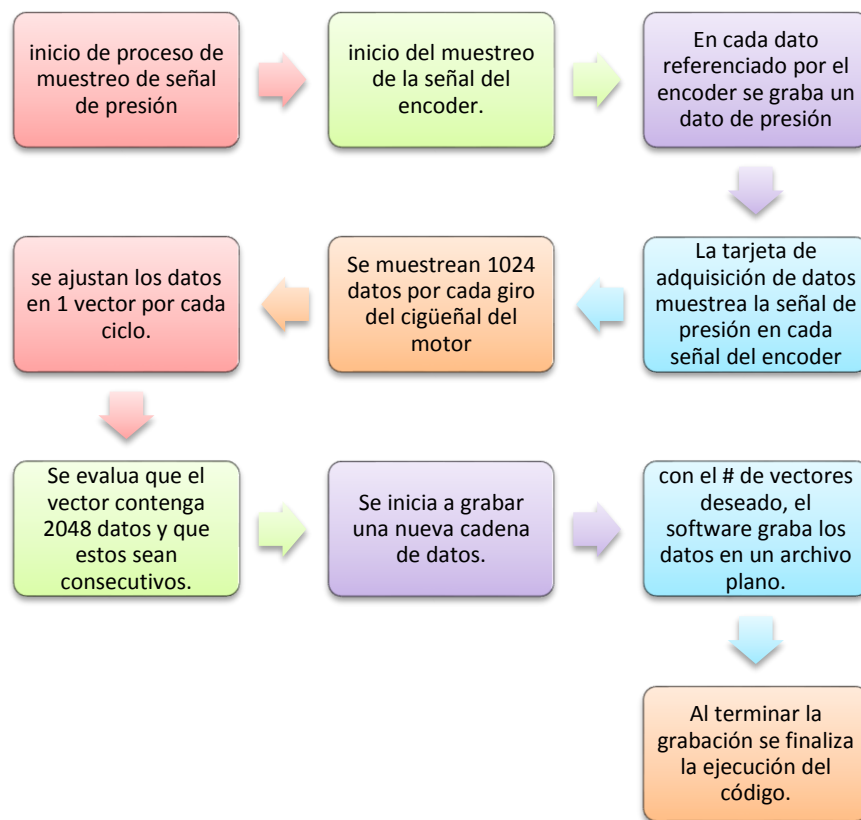 inicio de proceso de
muestreo de señal
de presión
inicio del muestreo
de la señal del
encoder.
En cada dato
referenciado por el
encoder se graba un
dato de presión
La tarjeta de
adquisición de datos
muestrea la señal de
presión en cada
señal del encoder
Se muestrean 1024
datos por cada giro
del cigüeñal del
motor
se ajustan los datos
en 1 vector por cada
ciclo.
Se evalua que el
vector contenga
2048 datos y que
estos sean
consecutivos.
Se inicia a grabar
una nueva cadena
de datos.
con el # de vectores
deseado, el
software graba los
datos en un archivo
plano.
Al terminar la
grabación se finaliza
la ejecución del
código.